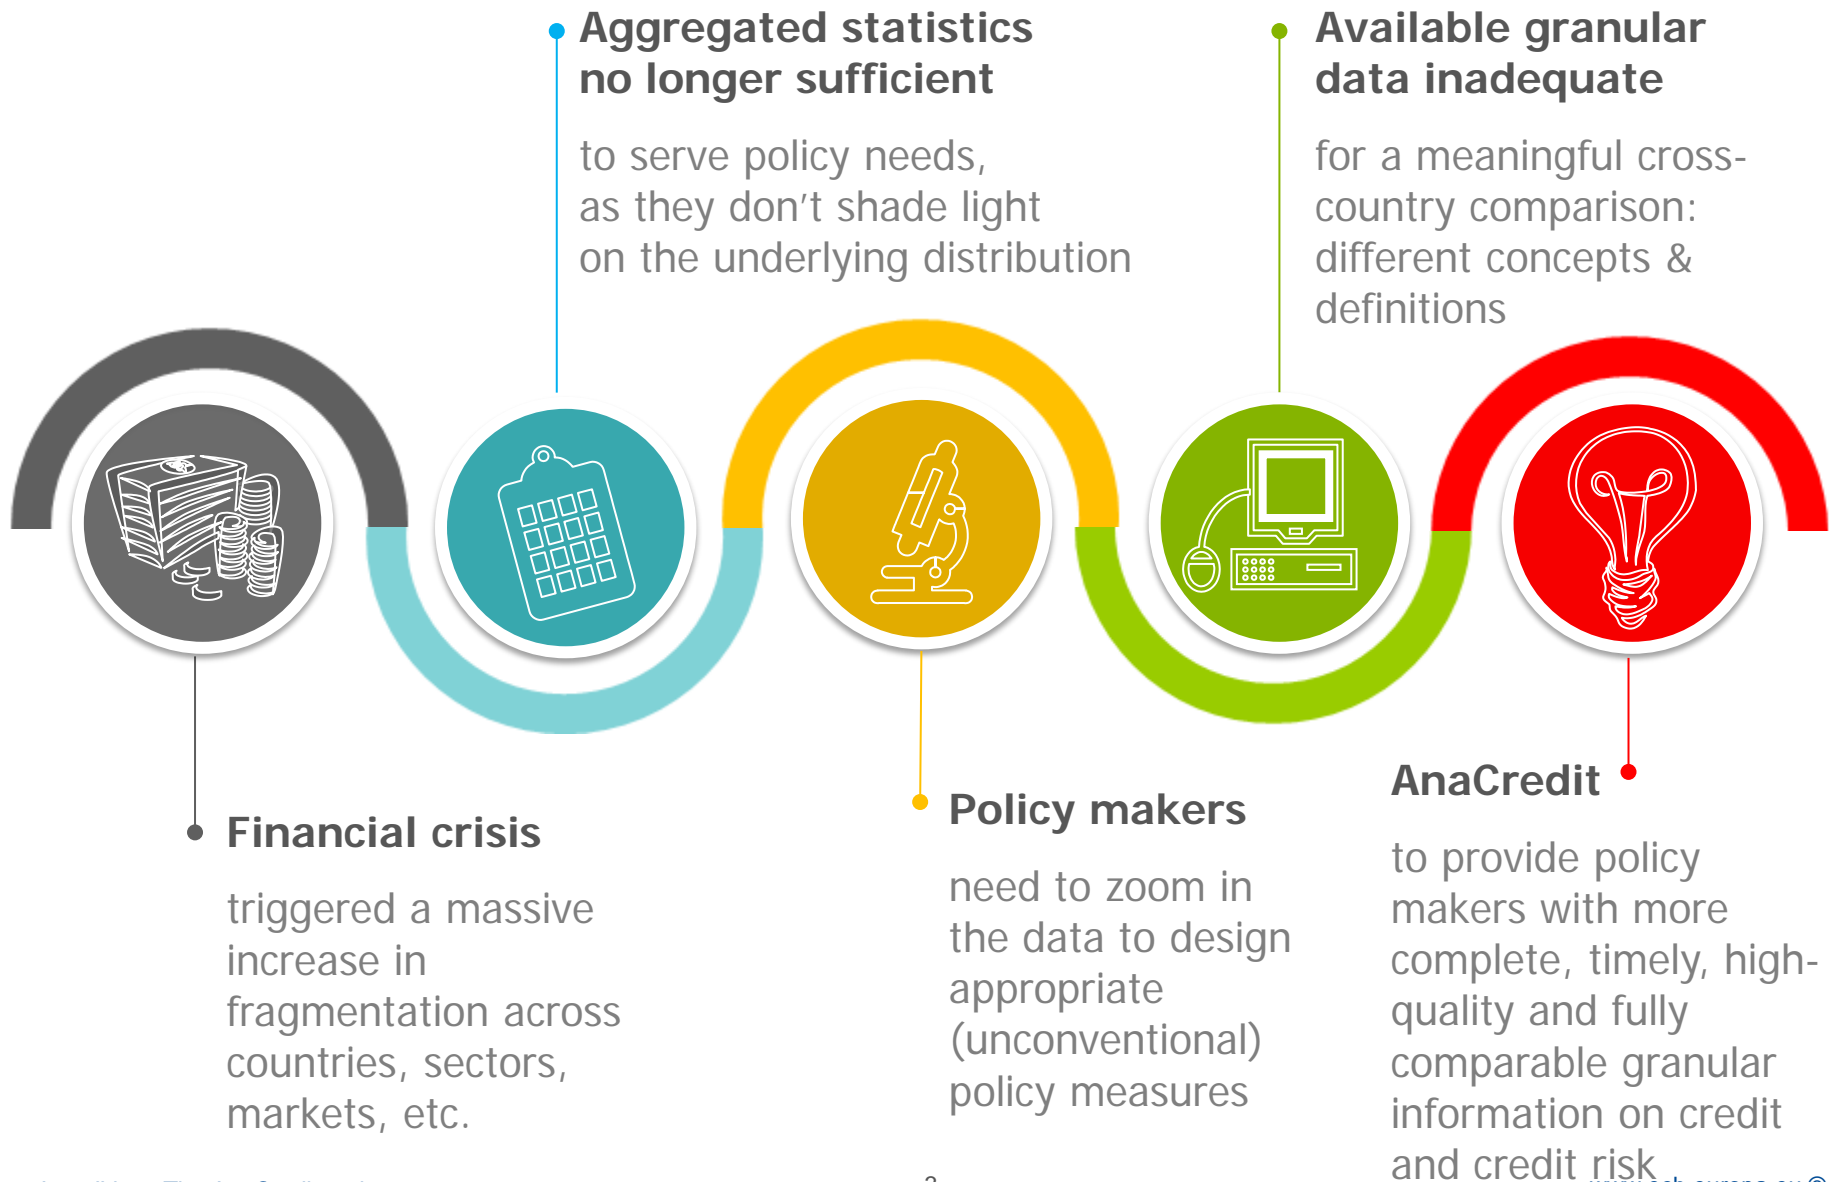 Aggregated statistics
no longer sufficient
to serve policy needs,
as they don't shade light
on the underlying distribution
Available granular
data inadequate
for a meaningful cross-
country comparison:
different concepts &
definitions
Financial crisis
triggered a massive
increase in
fragmentation across
countries, sectors,
markets, etc.
Policy makers
need to zoom in
the data to design
appropriate
(unconventional)
policy measures
AnaCredit
to provide policy
makers with more
complete, timely, high-
quality and fully
comparable granular
information on credit
and credit risk